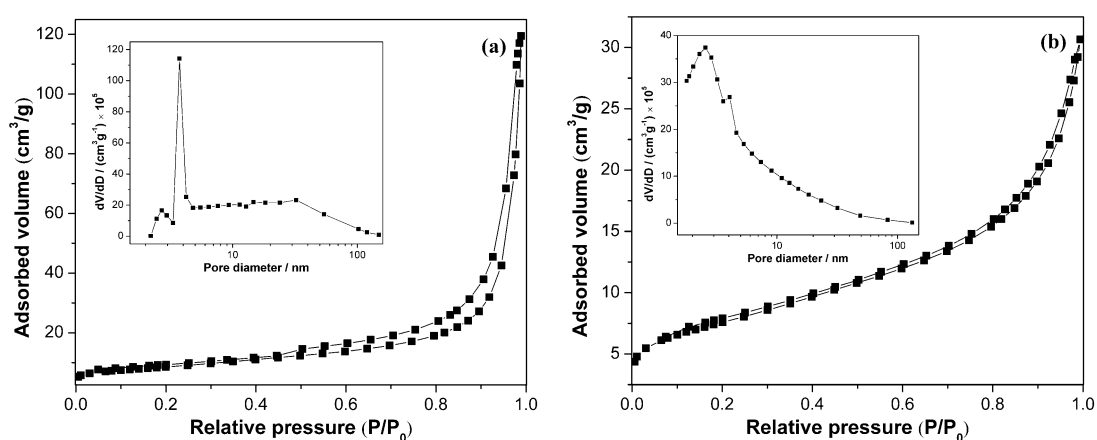 (a)
Adsorbed volume (cm³/g)
120
100
80
60
40
20
0.0 0.2 0.4 0.6 0.8 1.0
Relative pressure (P/P₀)
dV/dD / (cm³g⁻¹) × 10⁵
120
100
80
60
40
20
0
10 100
Pore diameter / nm
(b)
Adsorbed volume (cm³/g)
30
25
20
15
10
5
0.0 0.2 0.4 0.6 0.8 1.0
Relative pressure (P/P₀)
dV/dD / (cm³g⁻¹) × 10⁵
40
30
20
10
0
10 100
Pore diameter / nm